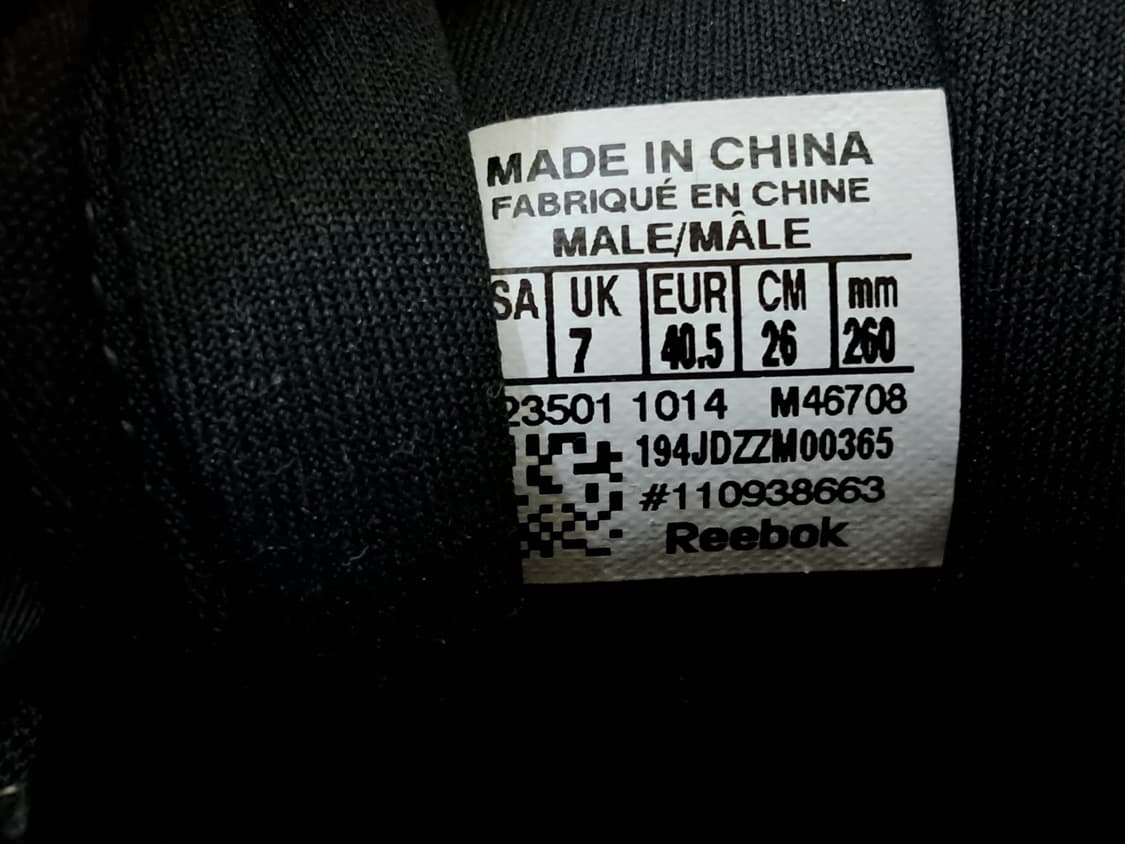 MADE IN CHINA
FABRIQUÉ EN CHINE
MALE/MÂLE
SA UK EUR CM mm
7 40.5 26 260
23501 1014 M46708
194JDZZM00365
#110938663
Reebok